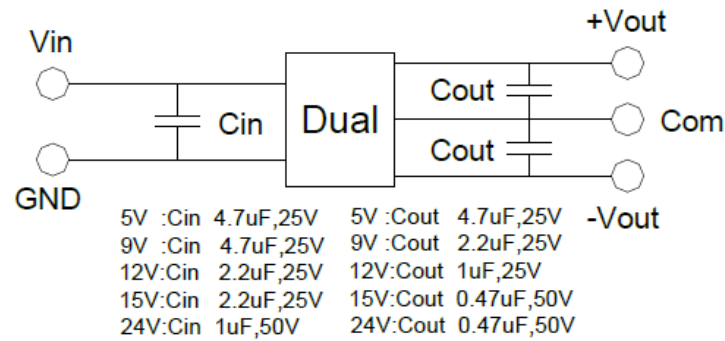 +Vout
Vin
Cout
Cin
Dual
Com
Cout
GND
-Vout
5V :Cin 4.7uF,25V 5V :Cout 4.7uF,25V
9V :Cin 4.7uF,25V 9V :Cout 2.2uF,25V
12V:Cin 2.2uF,25V 12V:Cout 1uF,25V
15V:Cin 2.2uF,25V 15V:Cout 0.47uF,50V
24V:Cin 1uF,50V 24V:Cout 0.47uF,50V